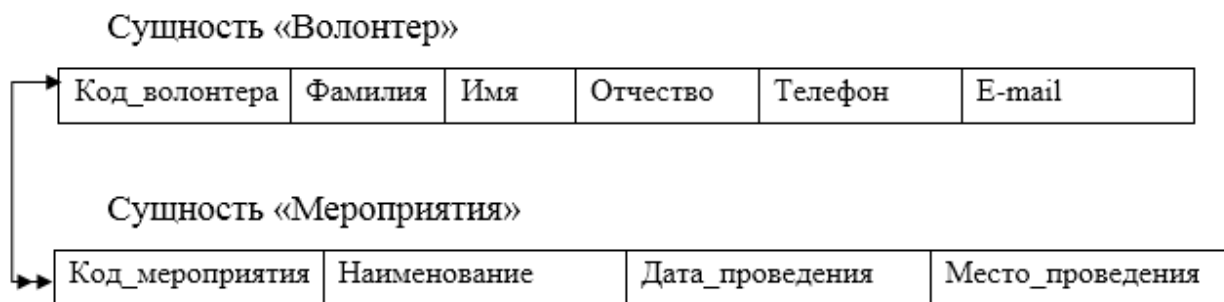 Сущность «Волонтер»
Код_волонтера Фамилия Имя Отчество Телефон E-mail
Сущность «Мероприятия»
Код_мероприятия Наименование Дата_проведения Место_проведения